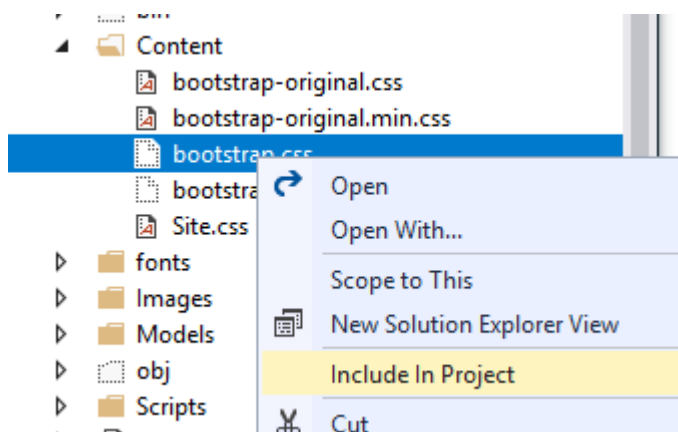 Content
bootstrap-original.css
bootstrap-original.min.css
bootstrap.css
Open
bootstra
Open With...
Site.css
fonts
Scope to This
Images
New Solution Explorer View
Models
obj
Include In Project
Scripts
Cut